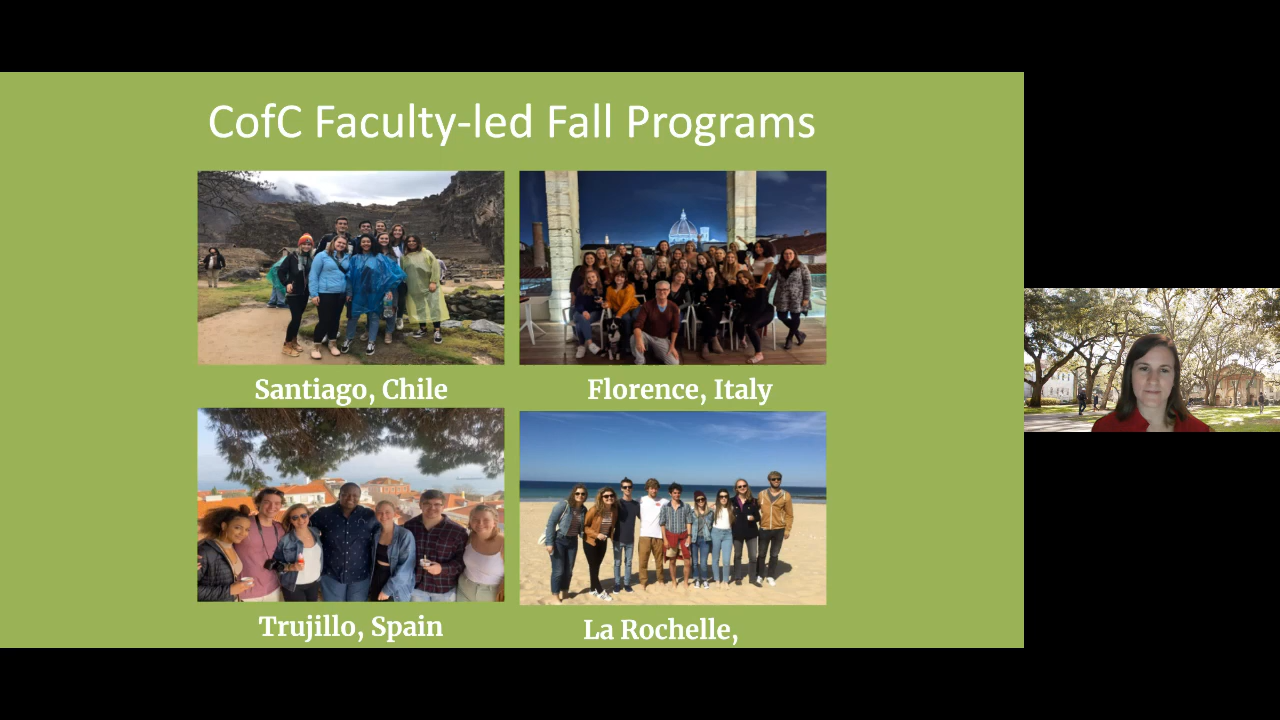 CofC Faculty-led Fall Programs
Santiago, Chile
Florence, Italy
Trujillo, Spain
La Rochelle,